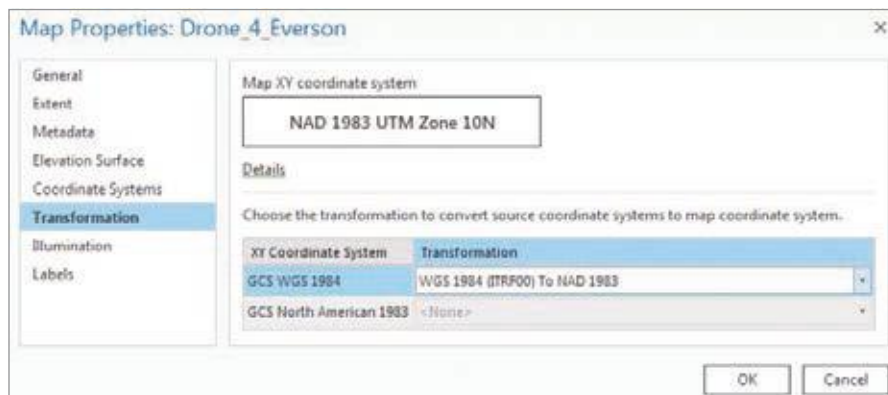 Map Properties: Drone_4_Everson
×
General
Extent
Metadata
Elevation Surface
Coordinate Systems
Transformation
Illumination
Labels
Map XY coordinate system
NAD 1983 UTM Zone 10N
Details
Choose the transformation to convert source coordinate systems to map coordinate system.
XY Coordinate System Transformation
GCS WGS 1984 WGS 1984 (ITRF00) To NAD 1983
GCS North American 1983 <None>
OK Cancel